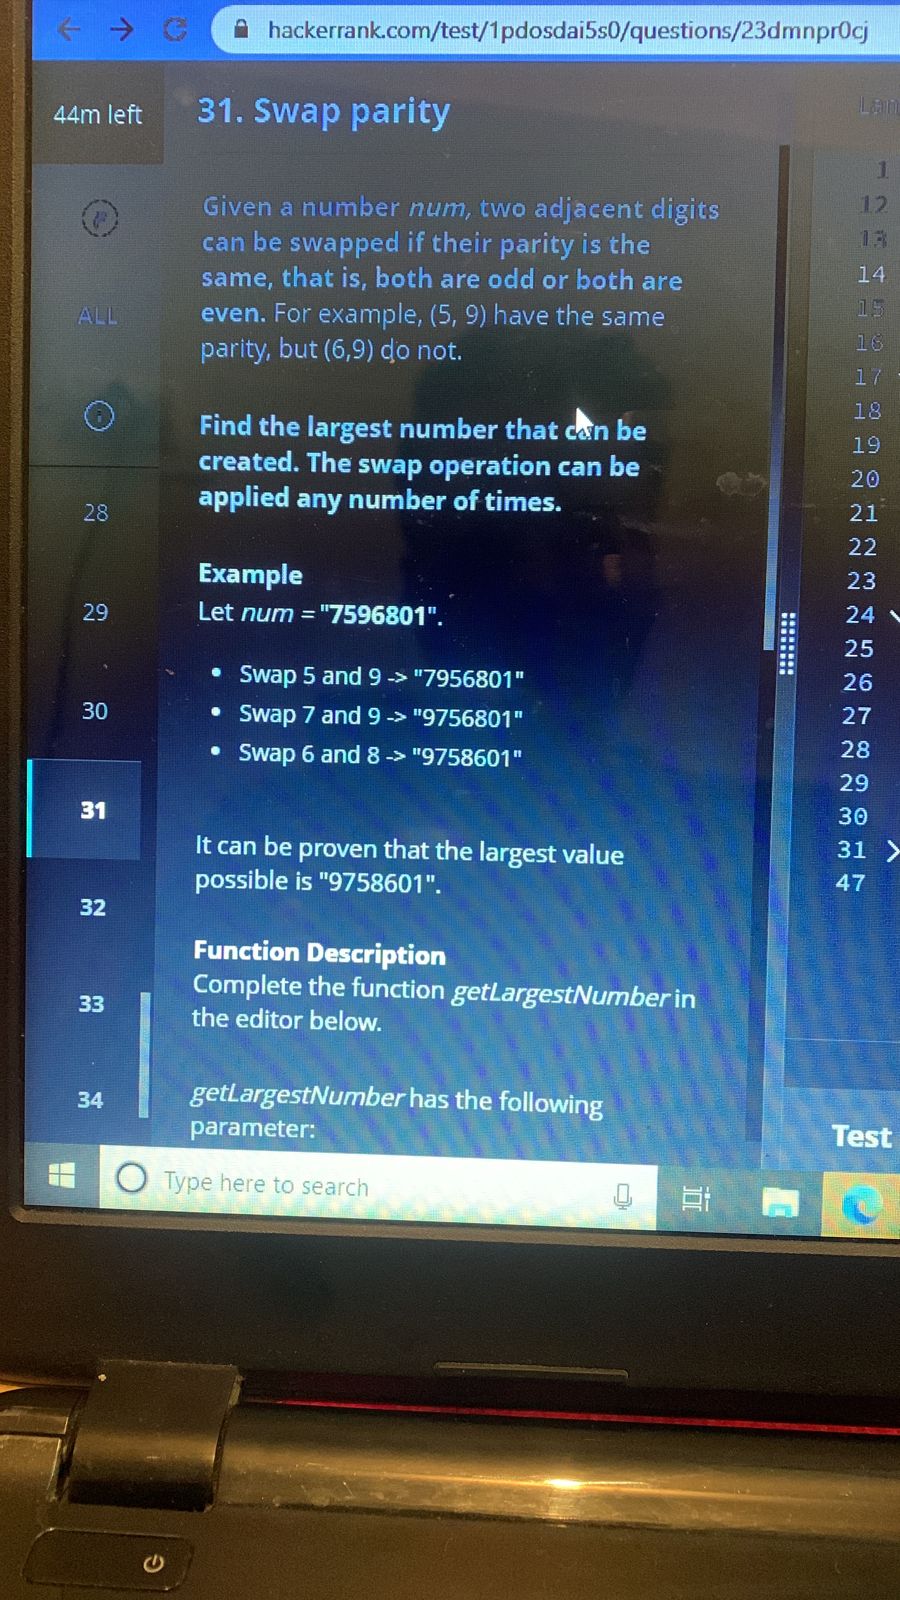 hackerrank.com/test/1pdosdai5s0/questions/23dmnpr0cj
44m left
31. Swap parity
Given a number num, two adjacent digits
can be swapped if their parity is the
same, that is, both are odd or both are
even. For example, (5, 9) have the same
parity, but (6,9) do not.
Find the largest number that can be
created. The swap operation can be
applied any number of times.
Example
Let num = "7596801".
• Swap 5 and 9 -> "7956801"
• Swap 7 and 9 -> "9756801"
• Swap 6 and 8 -> "9758601"
It can be proven that the largest value
possible is "9758601".
Function Description
Complete the function getLargestNumber in
the editor below.
getLargestNumber has the following
parameter:
ALL
28
29
30
31
32
33
34
Lan
1
12
13
14
15
16
17
18
19
20
21
22
23
24
25
26
27
28
29
30
31
47
Test
Type here to search